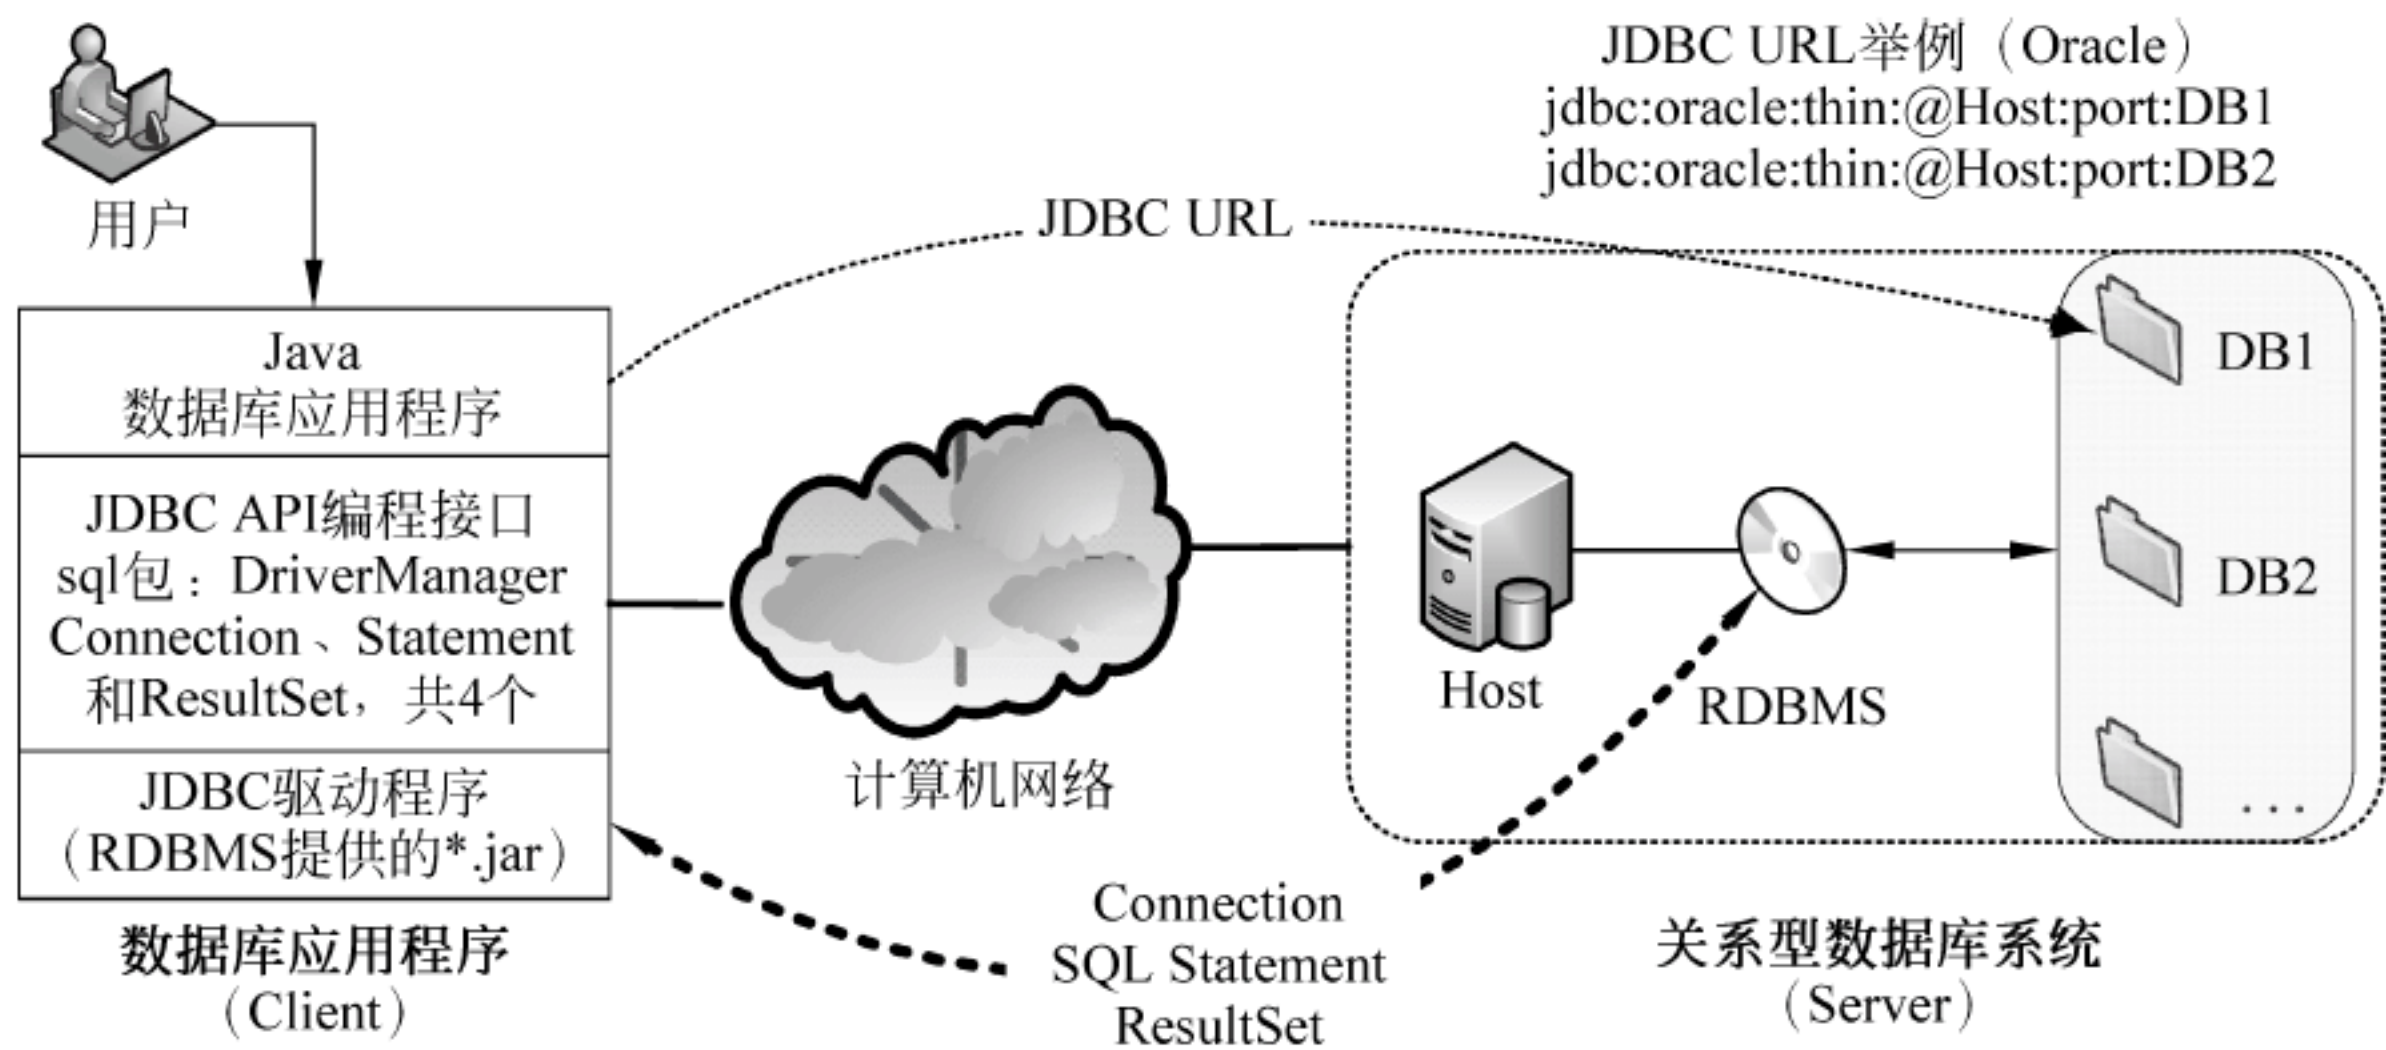 JDBC URL举例（Oracle）
jdbc:oracle:thin:@Host:port:DB1
jdbc:oracle:thin:@Host:port:DB2
用户
JDBC URL
Java
数据库应用程序
JDBC API编程接口
sql包：DriverManager
Connection、Statement
和ResultSet，共4个
JDBC驱动程序
（RDBMS提供的*.jar）
数据库应用程序
（Client）
计算机网络
Connection
SQL Statement
ResultSet
Host
RDBMS
DB1
DB2
...
关系型数据库系统
（Server）